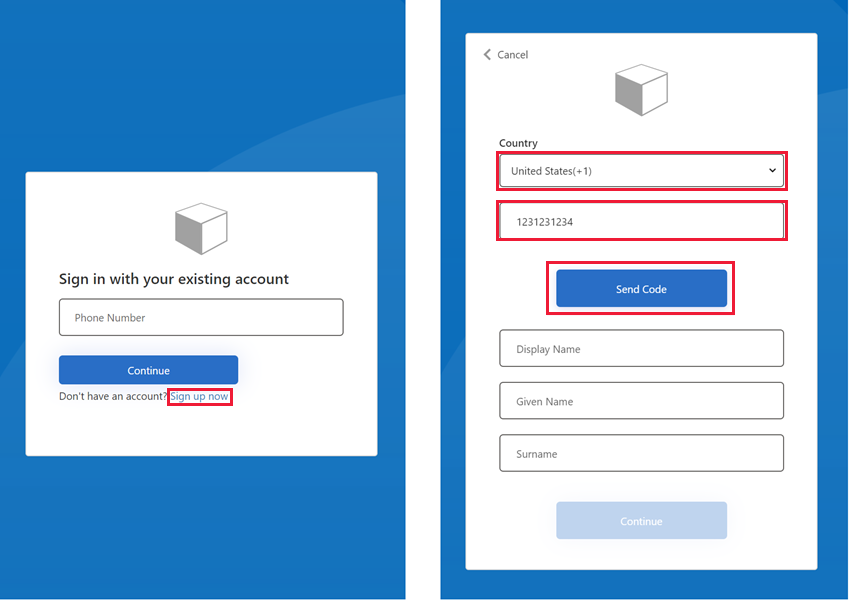 Sign in with your existing account
Phone Number
Continue
Don't have an account? Sign up now
Cancel
Country
United States(+1)
1231231234
Send Code
Display Name
Given Name
Surname
Continue